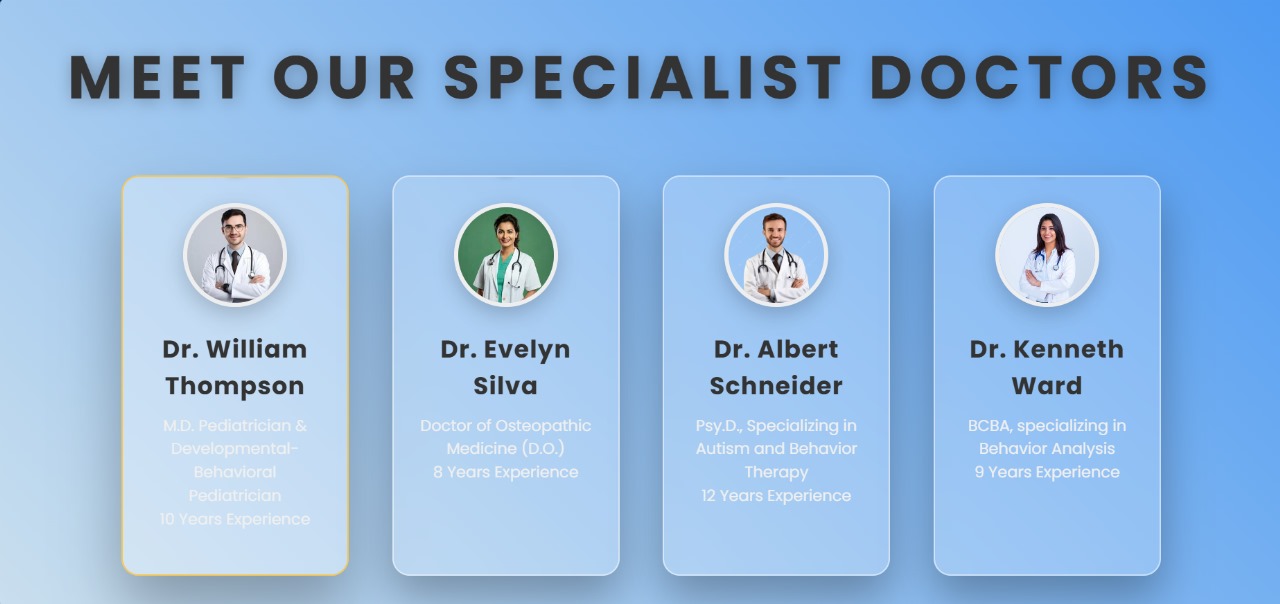 MEET OUR SPECIALIST DOCTORS
Dr. William
Thompson
M.D. Pediatrician &
Developmental-
Behavioral
Pediatrician
10 Years Experience
Dr. Evelyn
Silva
Doctor of Osteopathic
Medicine (D.O.)
8 Years Experience
Dr. Albert
Schneider
Psy.D., Specializing in
Autism and Behavior
Therapy
12 Years Experience
Dr. Kenneth
Ward
BCBA, specializing in
Behavior Analysis
9 Years Experience